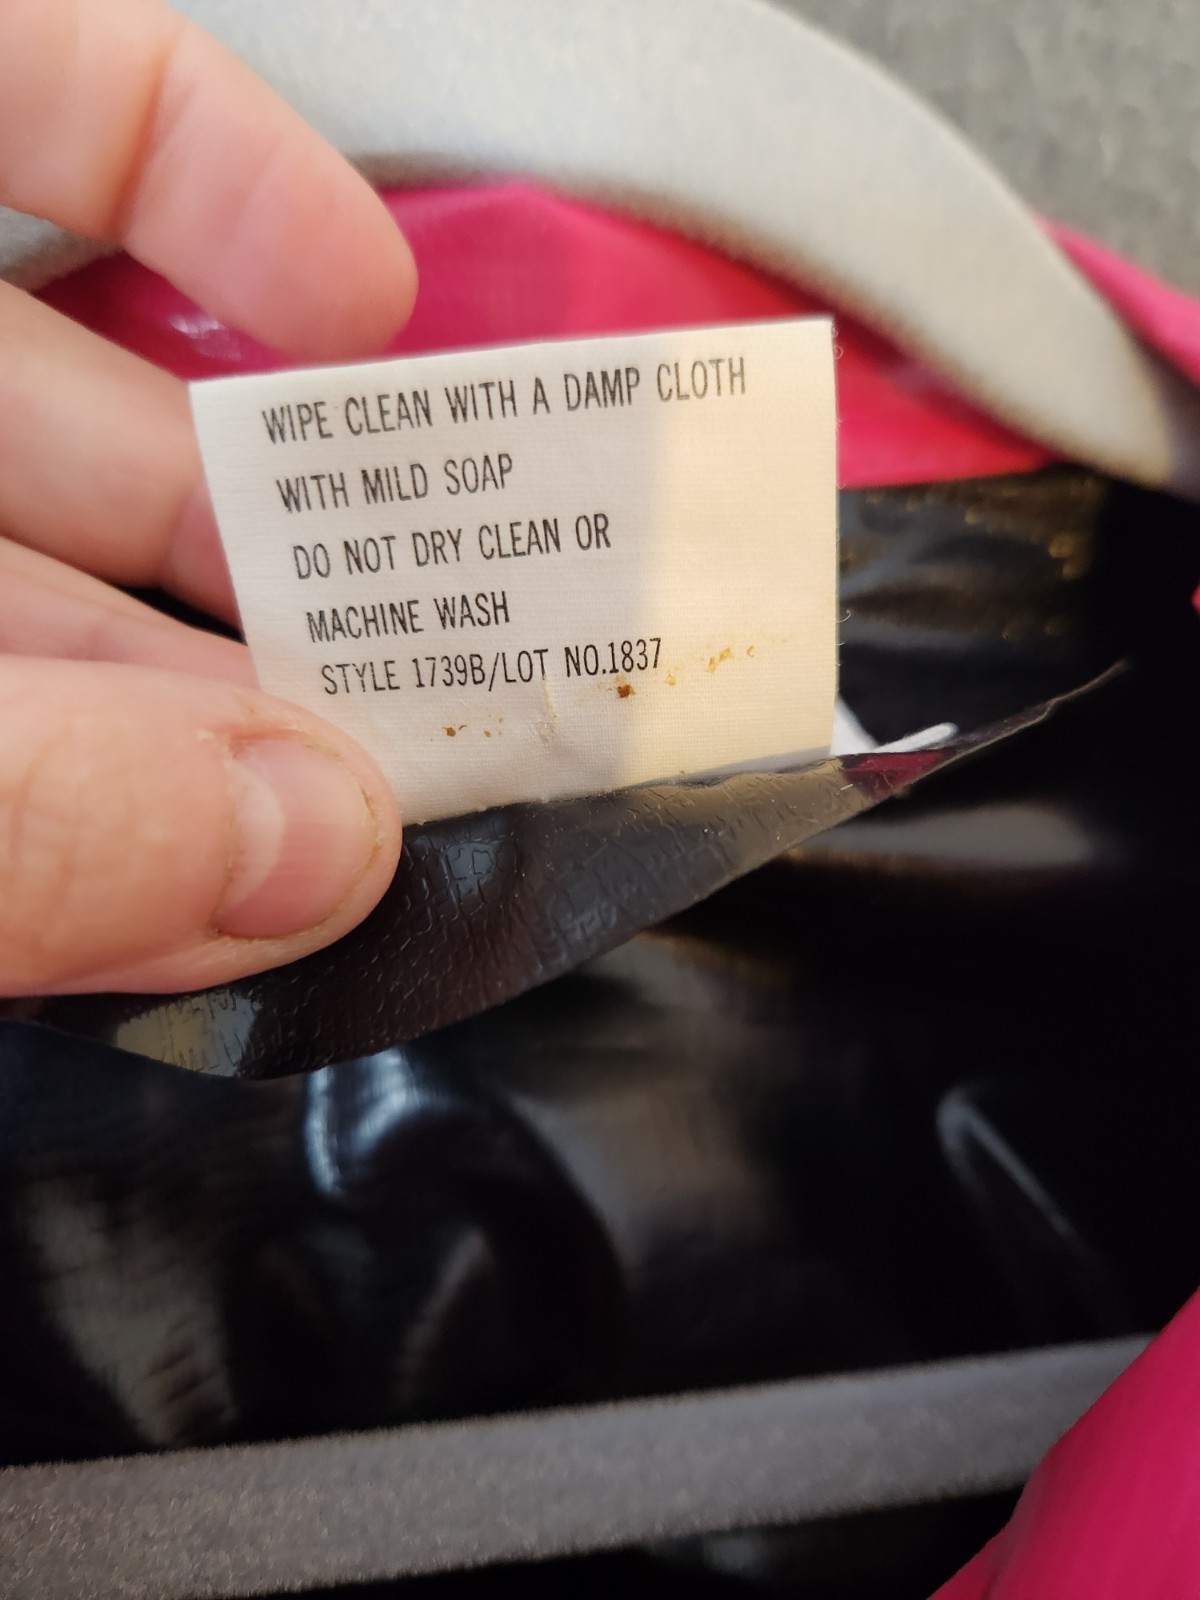 WIPE CLEAN WITH A DAMP CLOTH
WITH MILD SOAP
DO NOT DRY CLEAN OR
MACHINE WASH
STYLE 1739B/LOT NO.1837